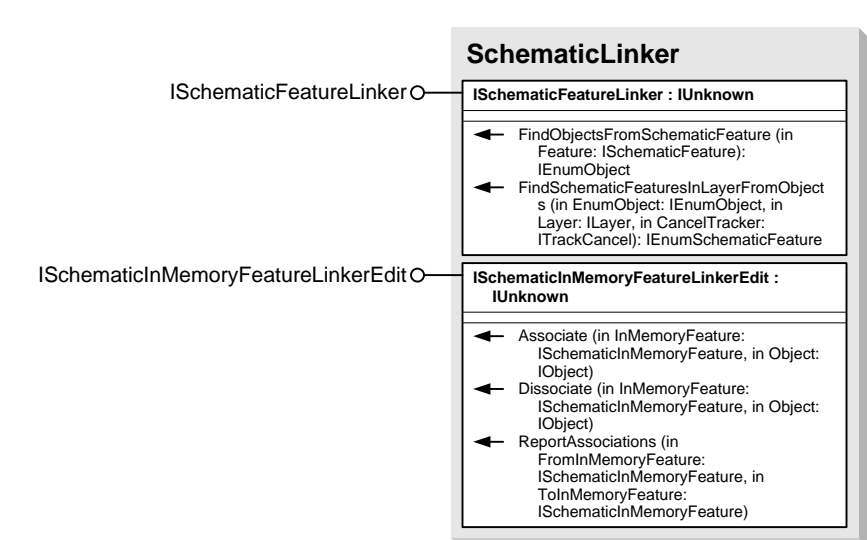 SchematicLinker
ISchematicFeatureLinker
ISchematicFeatureLinker : IUnknown
FindObjectsFromSchematicFeature (in
Feature: ISchematicFeature):
IEnumObject
FindSchematicFeaturesInLayerFromObject
s (in EnumObject: IEnumObject, in
Layer: ILayer, in CancelTracker:
ITrackCancel): IEnumSchematicFeature
ISchematicInMemoryFeatureLinkerEdit
ISchematicInMemoryFeatureLinkerEdit :
IUnknown
Associate (in InMemoryFeature:
ISchematicInMemoryFeature, in Object:
IObject)
Dissociate (in InMemoryFeature:
ISchematicInMemoryFeature, in Object:
IObject)
ReportAssociations (in
FromInMemoryFeature:
ISchematicInMemoryFeature, in
ToInMemoryFeature:
ISchematicInMemoryFeature)